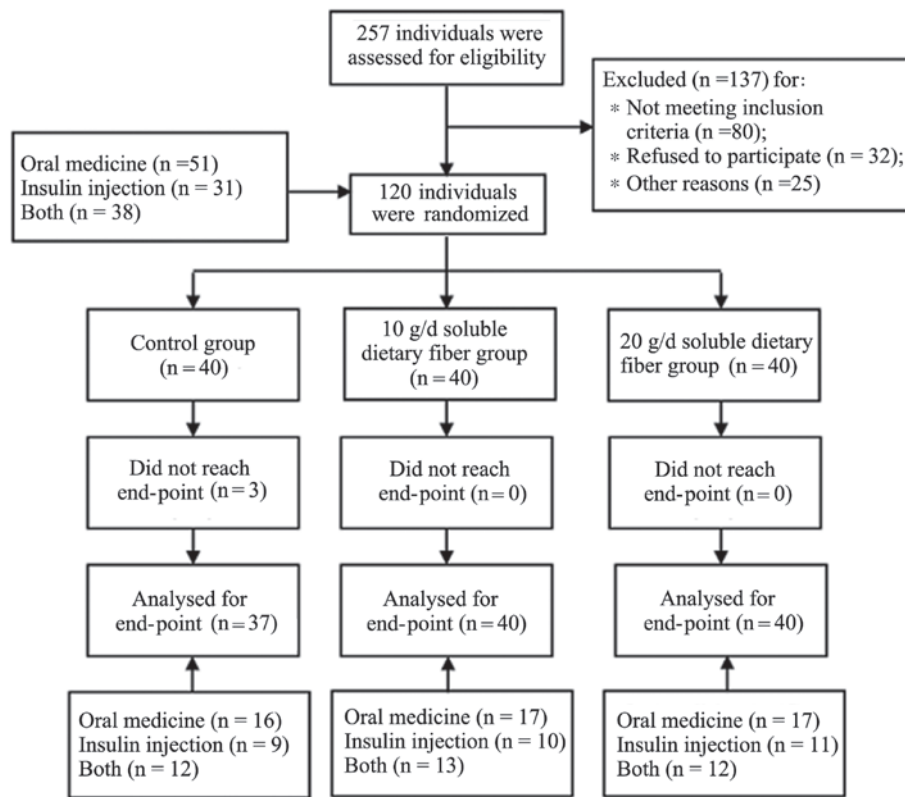 257 individuals were
assessed for eligibility
Excluded (n =137) for:
* Not meeting inclusion
criteria (n =80);
* Refused to participate (n = 32);
* Other reasons (n =25)
Oral medicine (n =51)
Insulin injection (n = 31)
Both (n = 38)
120 individuals
were randomized
Control group
(n = 40)
10 g/d soluble
dietary fiber group
(n = 40)
20 g/d soluble dietary
fiber group (n = 40)
Did not reach
end-point (n = 3)
Did not reach
end-point (n = 0)
Did not reach
end-point (n = 0)
Analysed for
end-point (n = 37)
Analysed for
end-point (n = 40)
Analysed for
end-point (n = 40)
Oral medicine (n = 16)
Insulin injection (n = 9)
Both (n = 12)
Oral medicine (n = 17)
Insulin injection (n = 10)
Both (n = 13)
Oral medicine (n = 17)
Insulin injection (n = 11)
Both (n = 12)